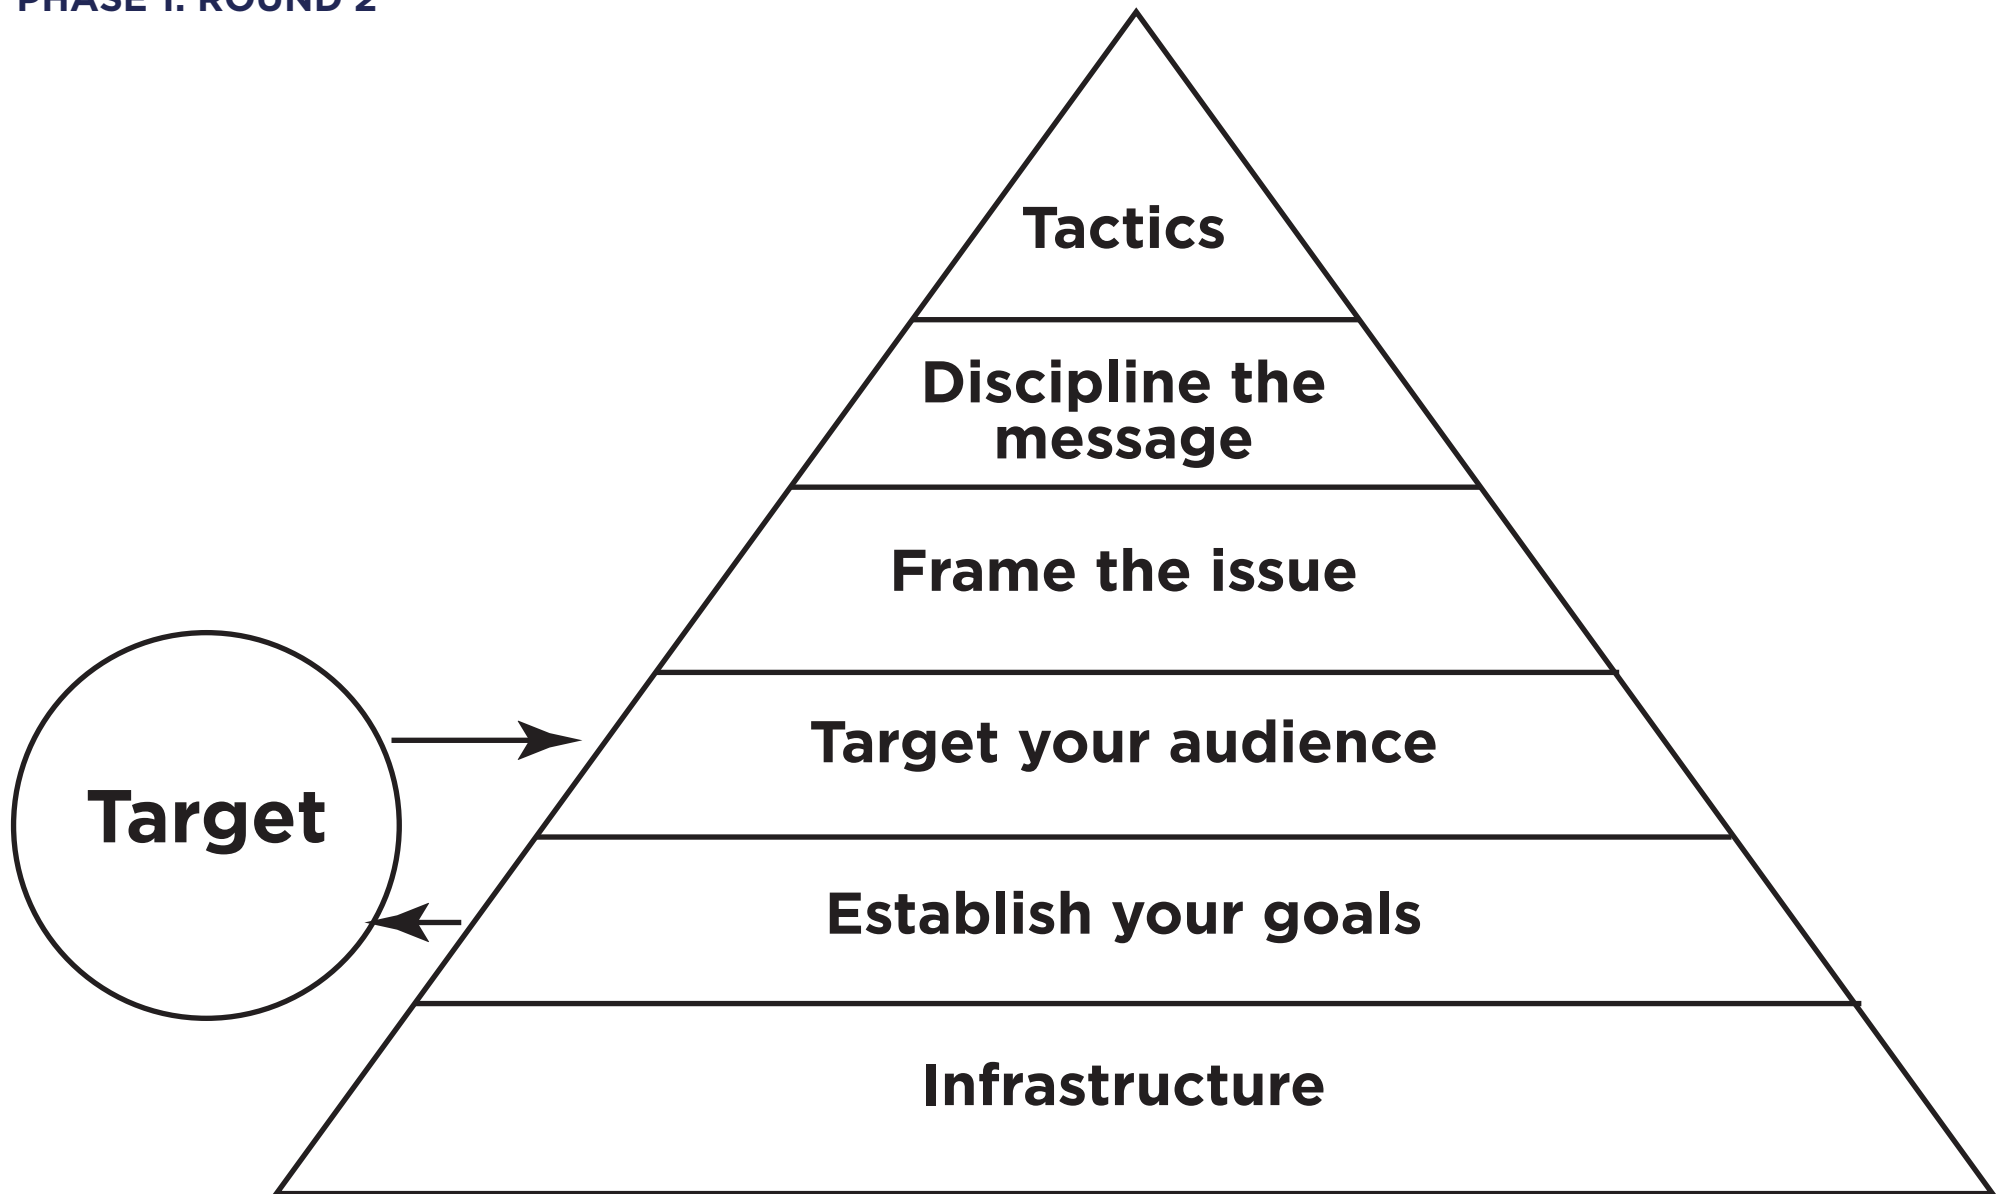 PHASE 1: ROUND 2
Tactics
Discipline the
message
Frame the issue
Target your audience
Target
Establish your goals
Infrastructure